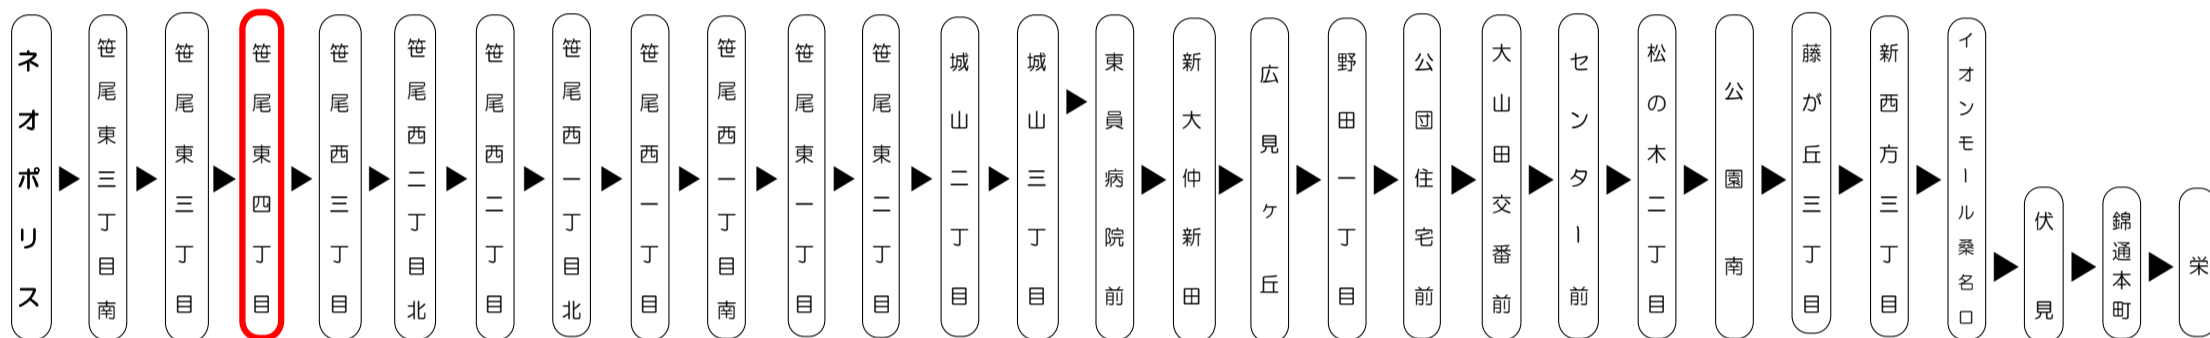 ネオポリス
笹尾東三丁目南
笹尾東三丁目
笹尾東四丁目
笹尾西三丁目
笹尾西二丁目北
笹尾西二丁目
笹尾西一丁目北
笹尾西一丁目
笹尾西一丁目南
笹尾東一丁目
笹尾東二丁目
城山二丁目
城山三丁目
東員病院前
新大仲新田
広見ヶ丘
野田一丁目
公団住宅前
大山田交番前
センター前
松の木二丁目
公園南
藤が丘三丁目
新西方三丁目
イオンモール桑名口
伏見
錦通本町
栄